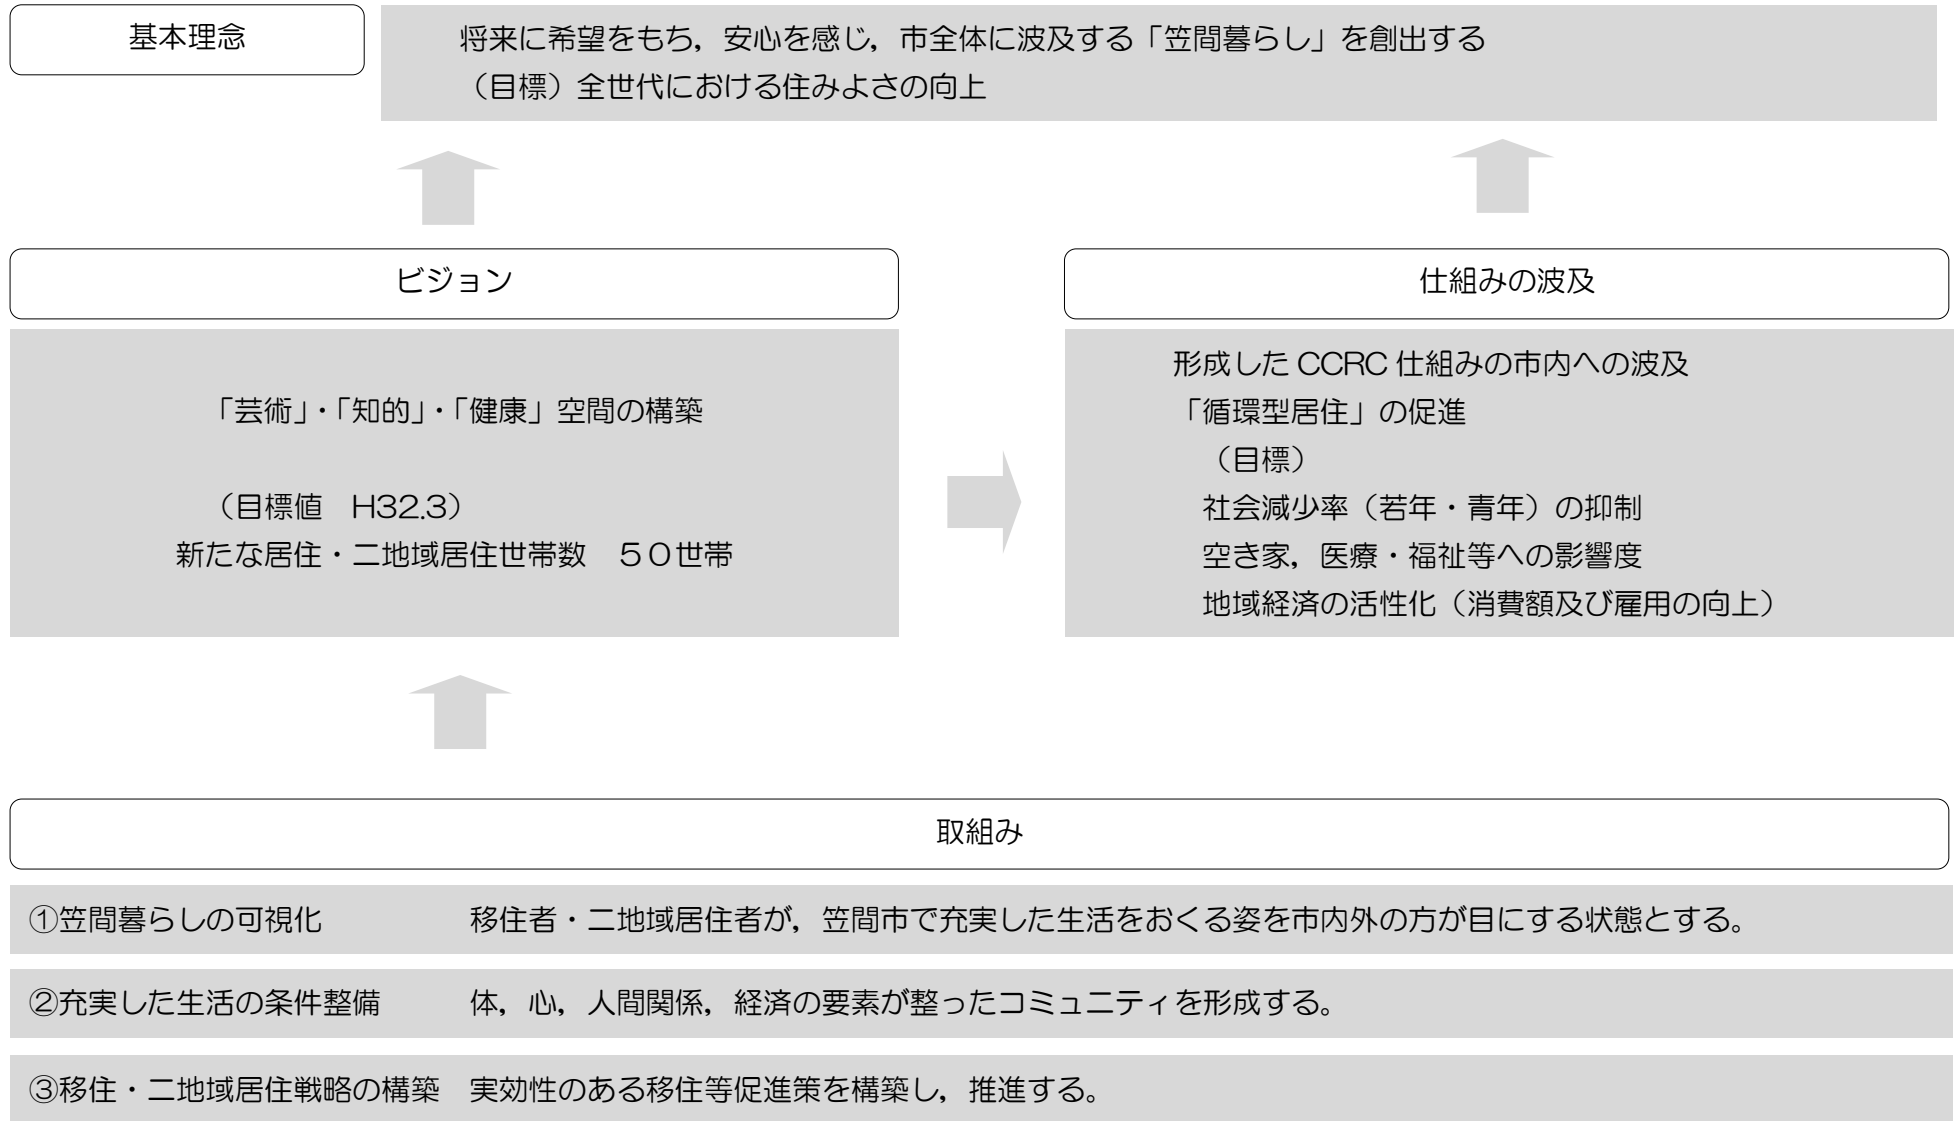 基本理念
将来に希望をもち，安心を感じ，市全体に波及する「笠間暮らし」を創出する
（目標）全世代における住みよさの向上
ビジョン
「芸術」・「知的」・「健康」空間の構築
（目標値　H32.3）
新たな居住・二地域居住世帯数　５０世帯
仕組みの波及
形成した CCRC 仕組みの市内への波及
「循環型居住」の促進
（目標）
社会減少率（若年・青年）の抑制
空き家，医療・福祉等への影響度
地域経済の活性化（消費額及び雇用の向上）
取組み
①笠間暮らしの可視化　移住者・二地域居住者が，笠間市で充実した生活をおくる姿を市内外の方が目にする状態とする。
②充実した生活の条件整備　体，心，人間関係，経済の要素が整ったコミュニティを形成する。
③移住・二地域居住戦略の構築　実効性のある移住等促進策を構築し，推進する。